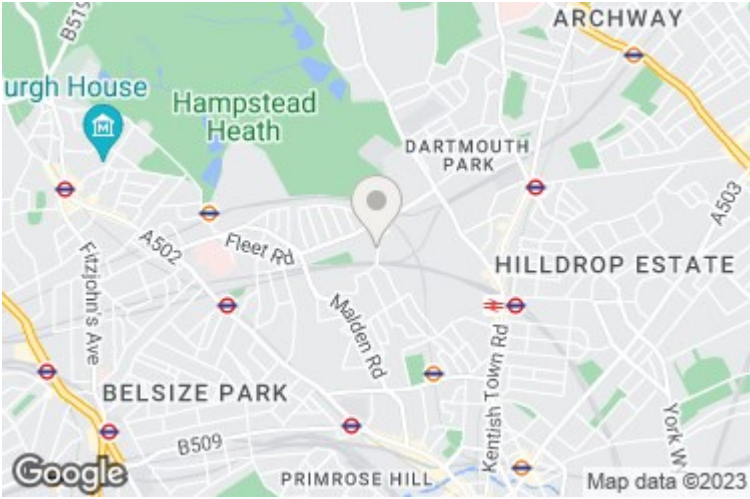 ARCHWAY
B519
urgh House
Hampstead
Heath
DARTMOUTH
PARK
A503
A502
Fleet Rd
HILLDROP ESTATE
Fitzjohn's Ave
Malden Rd
Kentish Town Rd
BELSIZE PARK
York W
B509
PRIMROSE HILL
Google
Map data ©2023